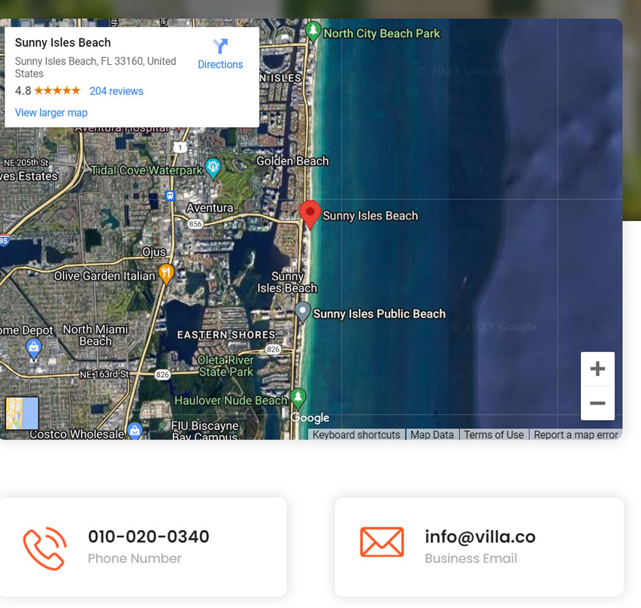 Sunny Isles Beach
Sunny Isles Beach, FL 33160, United
States
Directions
4.8
204 reviews
View larger map
North City Beach Park
N ISLES
© 2023 Google
Aventura Hospital
1
NE 205th St
ves Estates
Tidal Cove Waterpark
Golden Beach
Aventura
Sunny Isles Beach
856
95
Ojus
Olive Garden Italian
Sunny
Isles Beach
Sunny Isles Public Beach
© 2023 Google
ome Depot
North Miami
Beach
EASTERN SHORES
826
Oleta River
State Park
NE 163rd St
826
Haulover Nude Beach
Google
Costco Wholesale
FIU Biscayne
Bay Campus
Keyboard shortcuts
Map Data
Terms of Use
Report a map error
010-020-0340
Phone Number
info@villa.co
Business Email